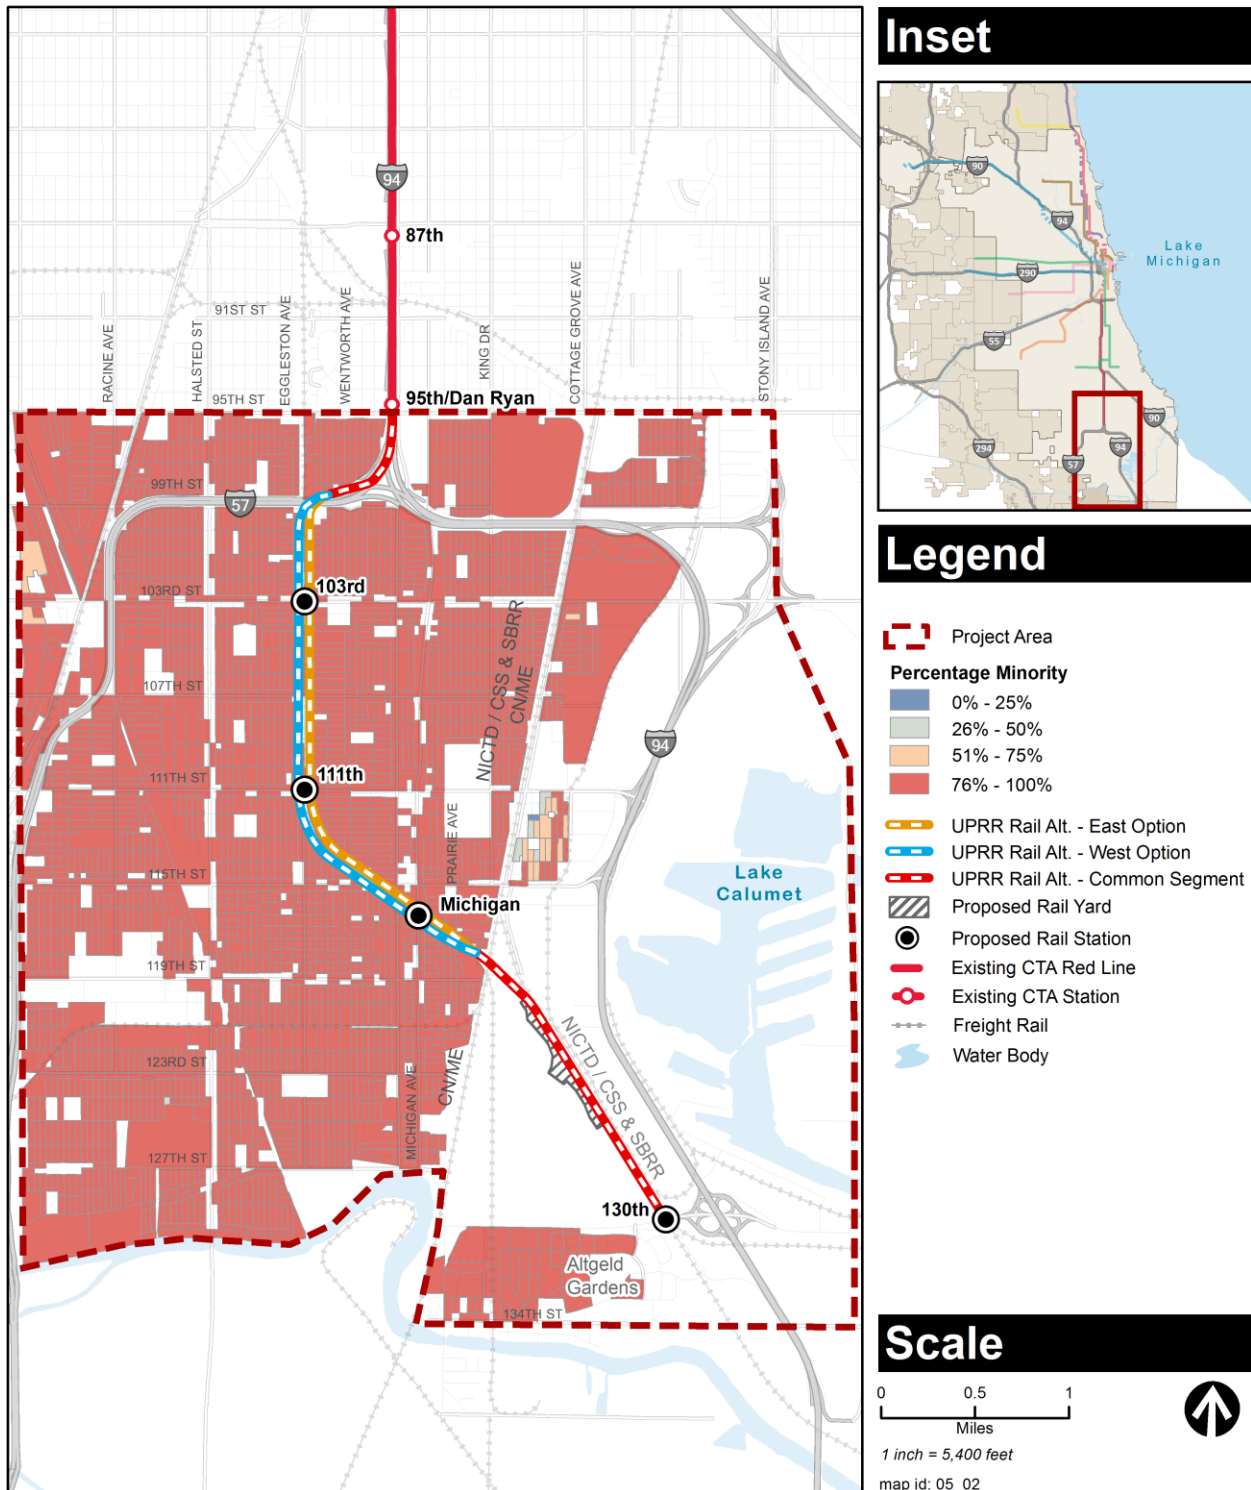 94
87th
91ST ST
RACINE AVE
HALSTED ST
EGGLESTON AVE
WENTWORTH AVE
KING DR
COTTAGE GROVE AVE
STONY ISLAND AVE
95TH ST
95th/Dan Ryan
99TH ST
57
103RD ST
103rd
107TH ST
NICTD / CSS & SBRR
CN/ME
94
111TH ST
111th
PRAIRIE AVE
115TH ST
Michigan
Lake
Calumet
119TH ST
123RD ST
MICHIGAN AVE
CN/ME
NICTD / CSS & SBRR
127TH ST
130th
Altgeld
Gardens
134TH ST
Inset
90
94
Lake
Michigan
290
55
90
294
57
94
Legend
Project Area
Percentage Minority
0% - 25%
26% - 50%
51% - 75%
76% - 100%
UPRR Rail Alt. - East Option
UPRR Rail Alt. - West Option
UPRR Rail Alt. - Common Segment
Proposed Rail Yard
Proposed Rail Station
Existing CTA Red Line
Existing CTA Station
Freight Rail
Water Body
Scale
0 0.5 1
Miles
1 inch = 5,400 feet
map id: 05_02